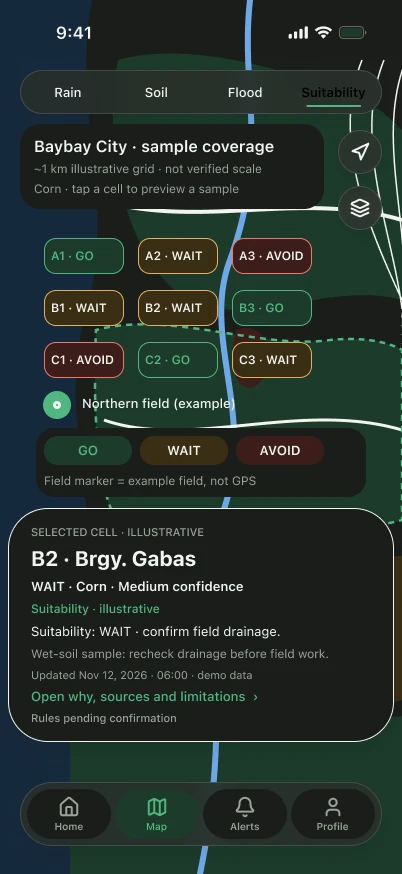 9:41
Rain
Soil
Flood
Suitability
Baybay City · sample coverage
~1 km illustrative grid · not verified scale
Corn · tap a cell to preview a sample
A1 · GO
A2 · WAIT
A3 · AVOID
B1 · WAIT
B2 · WAIT
B3 · GO
C1 · AVOID
C2 · GO
C3 · WAIT
Northern field (example)
GO
WAIT
AVOID
Field marker = example field, not GPS
SELECTED CELL · ILLUSTRATIVE
B2 · Brgy. Gabas
WAIT · Corn · Medium confidence
Suitability · illustrative
Suitability: WAIT · confirm field drainage.
Wet-soil sample: recheck drainage before field work.
Updated Nov 12, 2026 · 06:00 · demo data
Open why, sources and limitations ›
Rules pending confirmation
Home
Map
Alerts
Profile